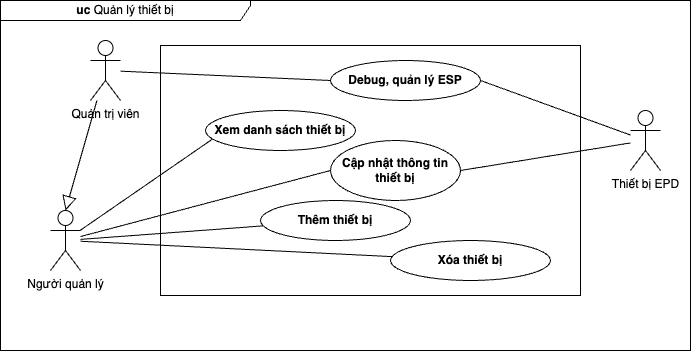 uc Quản lý thiết bị
Debug, quản lý ESP
Quản trị viên
Xem danh sách thiết bị
Cập nhật thông tin
thiết bị
Thiết bị EPD
Thêm thiết bị
Xóa thiết bị
Người quản lý